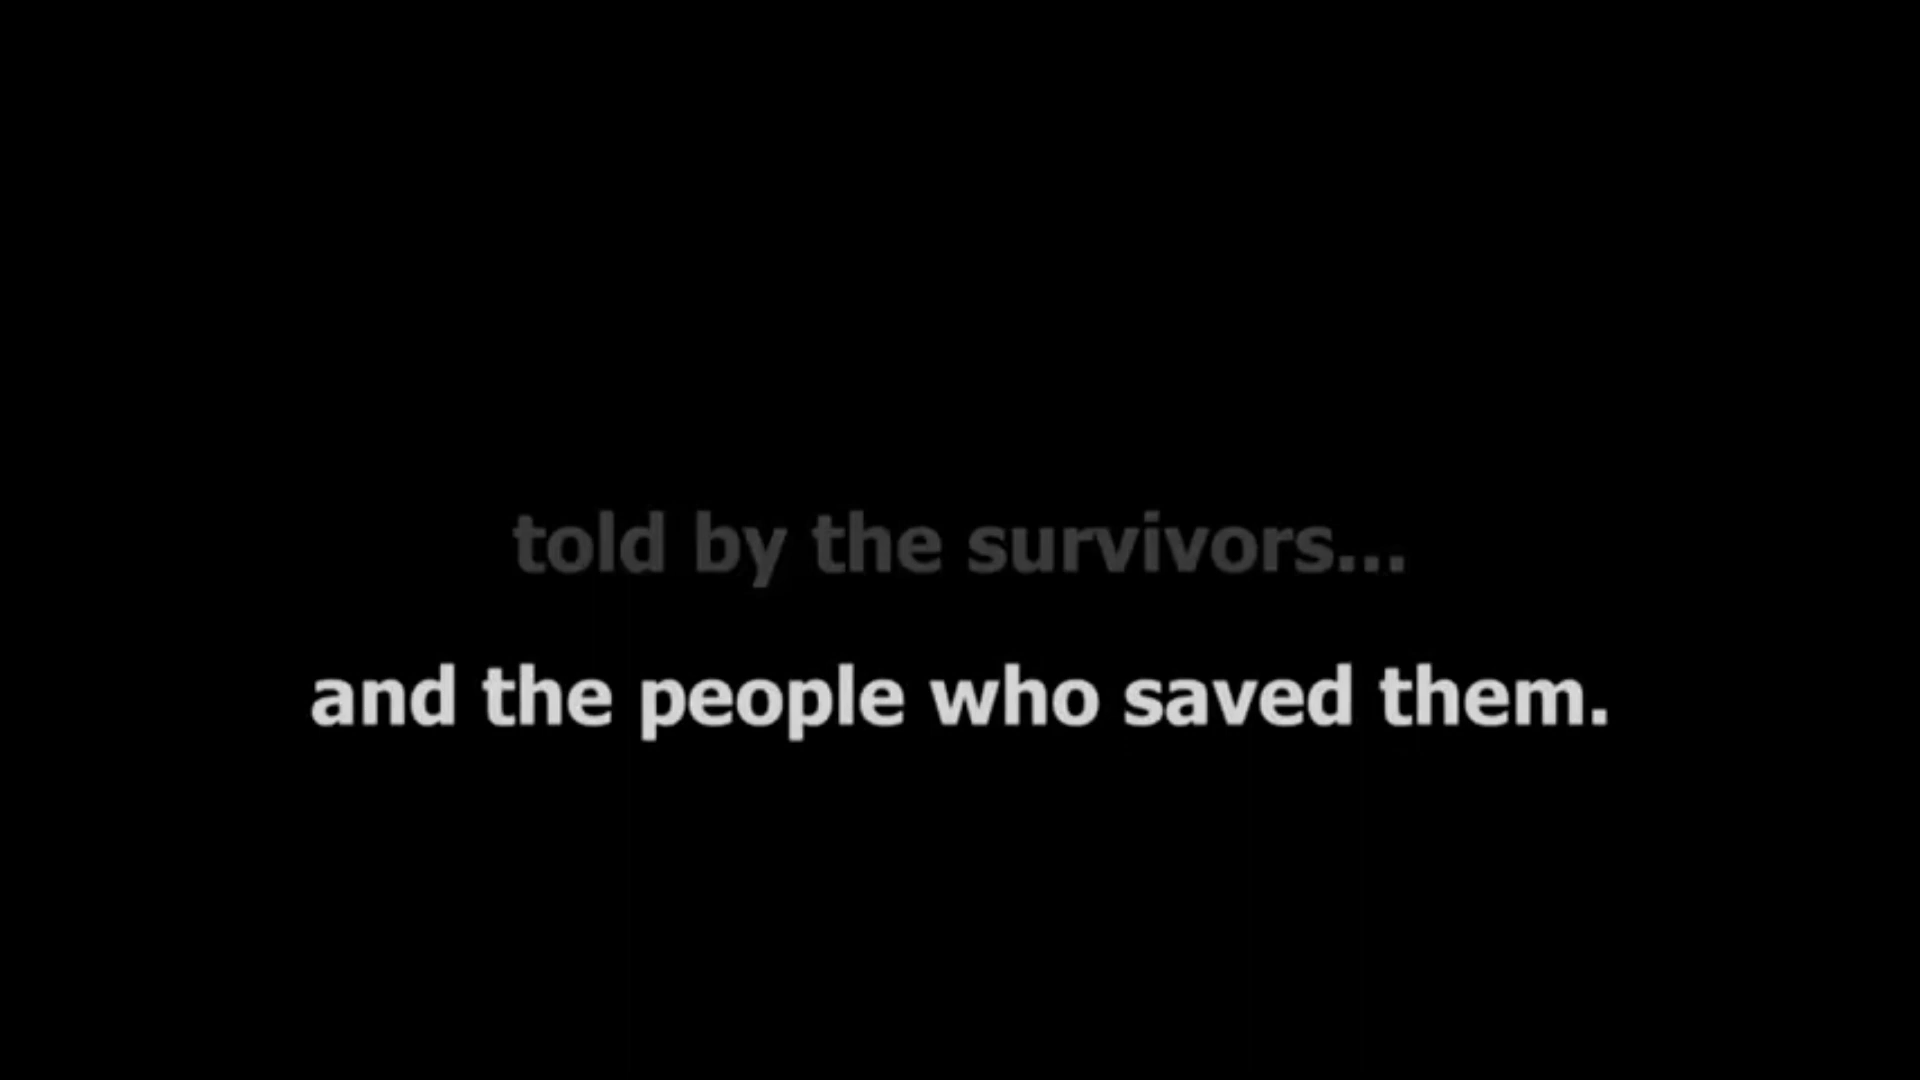 told by the survivors...
and the people who saved them.